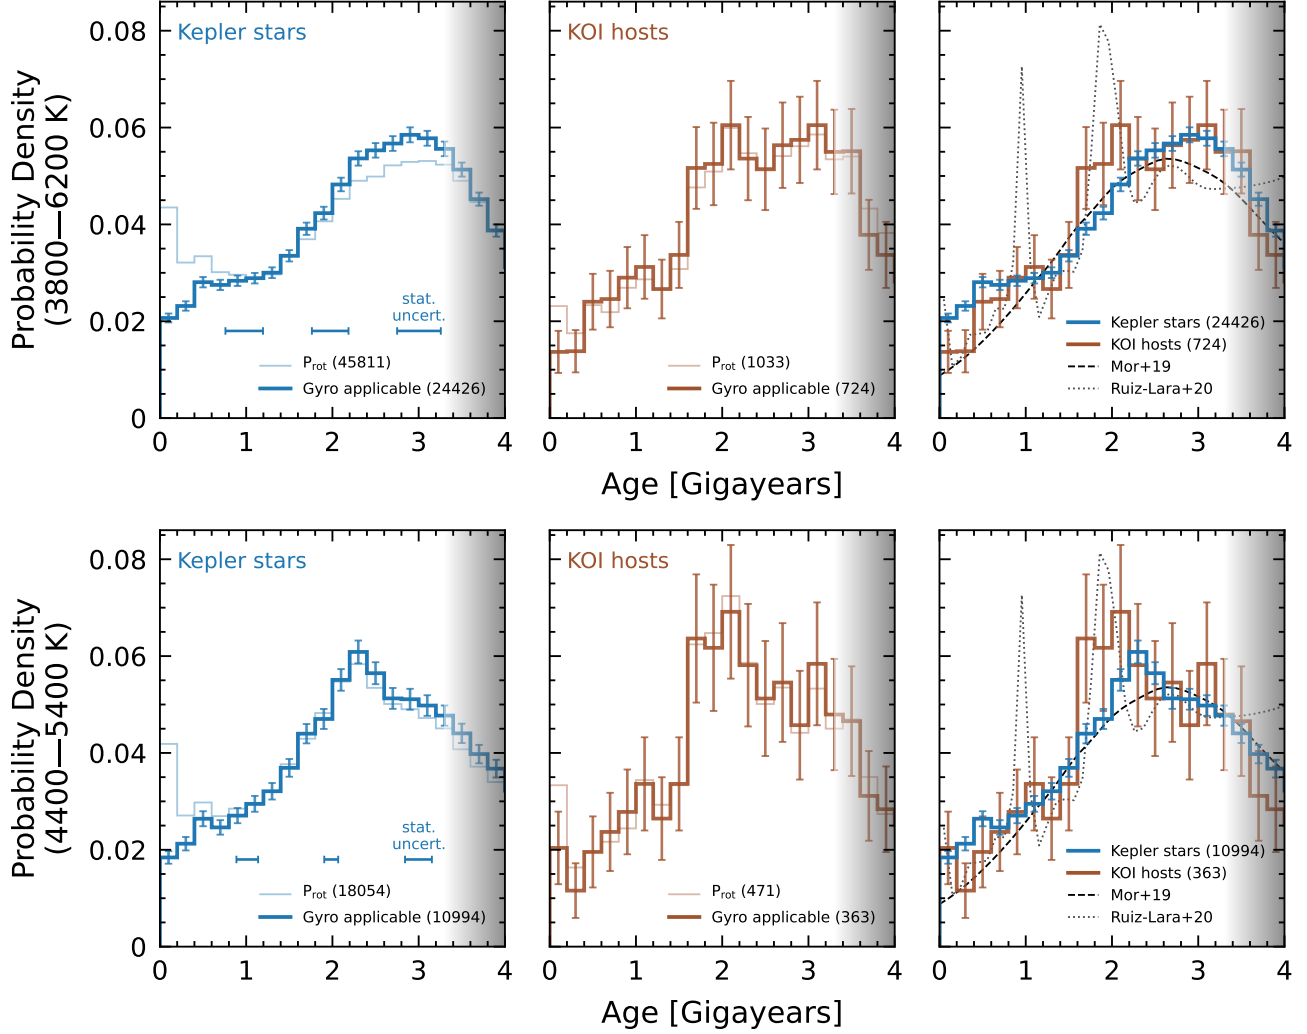 Probability Density
(3800—6200 K)
0.08
0.06
0.04
0.02
0
Kepler stars
stat.
uncert.
Prot (45811)
Gyro applicable (24426)
0 1 2 3 4
KOI hosts
Prot (1033)
Gyro applicable (724)
0 1 2 3 4
Kepler stars (24426)
KOI hosts (724)
Mor+19
Ruiz-Lara+20
0 1 2 3 4
Age [Gigayears]
Probability Density
(4400—5400 K)
0.08
0.06
0.04
0.02
0
Kepler stars
stat.
uncert.
Prot (18054)
Gyro applicable (10994)
0 1 2 3 4
KOI hosts
Prot (471)
Gyro applicable (363)
0 1 2 3 4
Kepler stars (10994)
KOI hosts (363)
Mor+19
Ruiz-Lara+20
0 1 2 3 4
Age [Gigayears]